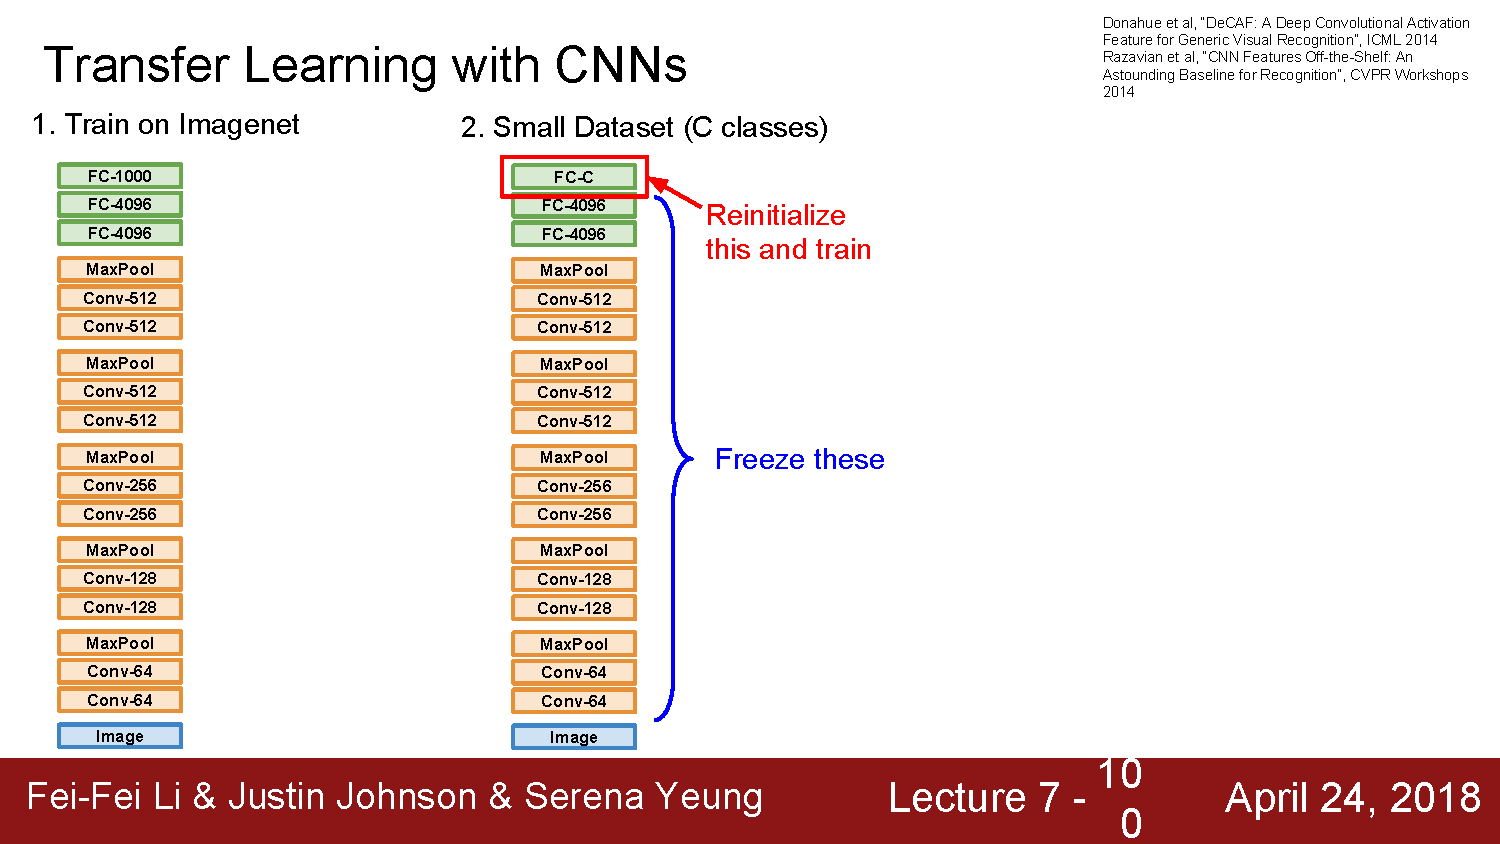 Donahue et al, “DeCAF: A Deep Convolutional Activation
Feature for Generic Visual Recognition”, ICML 2014
Razavian et al, “CNN Features Off-the-Shelf: An
Astounding Baseline for Recognition”, CVPR Workshops
2014
Transfer Learning with CNNs
1. Train on Imagenet
FC-1000
FC-4096
FC-4096
MaxPool
Conv-512
Conv-512
MaxPool
Conv-512
Conv-512
MaxPool
Conv-256
Conv-256
MaxPool
Conv-128
Conv-128
MaxPool
Conv-64
Conv-64
Image
2. Small Dataset (C classes)
FC-C
FC-4096
FC-4096
MaxPool
Conv-512
Conv-512
MaxPool
Conv-512
Conv-512
MaxPool
Conv-256
Conv-256
MaxPool
Conv-128
Conv-128
MaxPool
Conv-64
Conv-64
Image
Reinitialize
this and train
Freeze these
Fei-Fei Li & Justin Johnson & Serena Yeung
Lecture 7 -
10
0
April 24, 2018